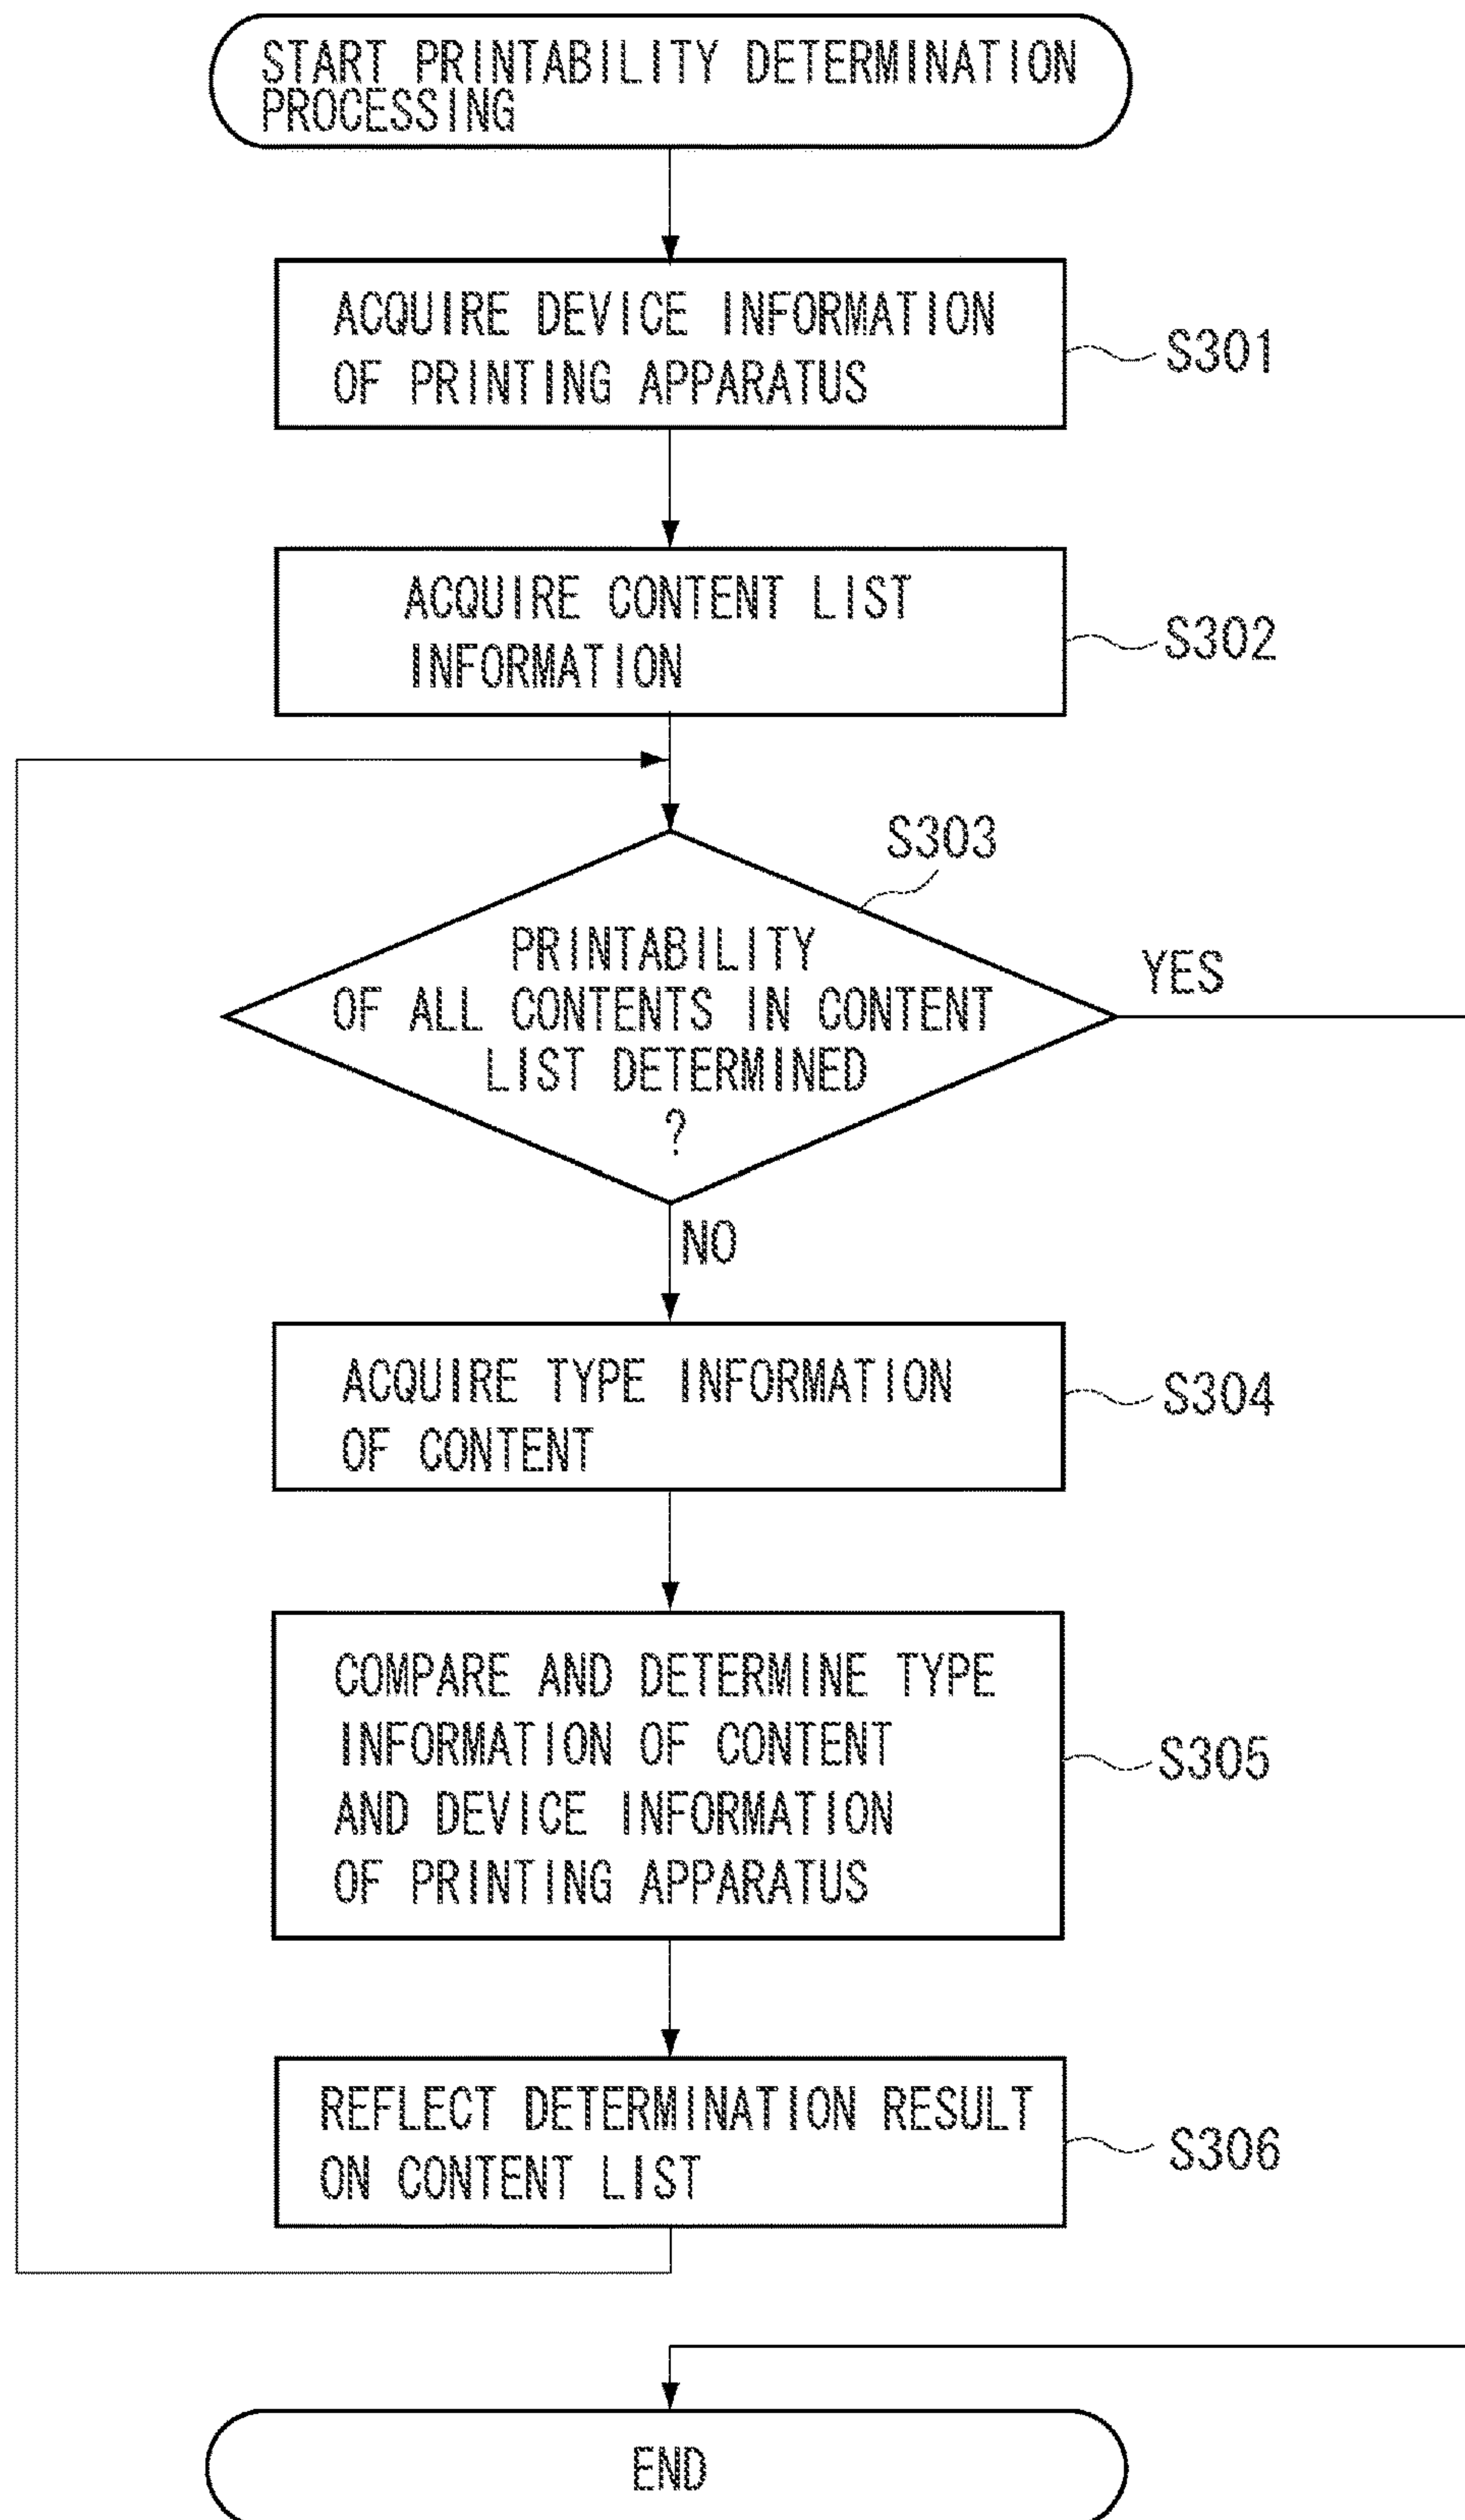 START PRINTABILITY DETERMINATION
PROCESSING
ACQUIRE DEVICE INFORMATION
OF PRINTING APPARATUS
S301
ACQUIRE CONTENT LIST
INFORMATION
S302
S303
PRINTABILITY
OF ALL CONTENTS IN CONTENT
LIST DETERMINED
?
YES
NO
ACQUIRE TYPE INFORMATION
OF CONTENT
S304
COMPARE AND DETERMINE TYPE
INFORMATION OF CONTENT
AND DEVICE INFORMATION
OF PRINTING APPARATUS
S305
REFLECT DETERMINATION RESULT
ON CONTENT LIST
S306
END